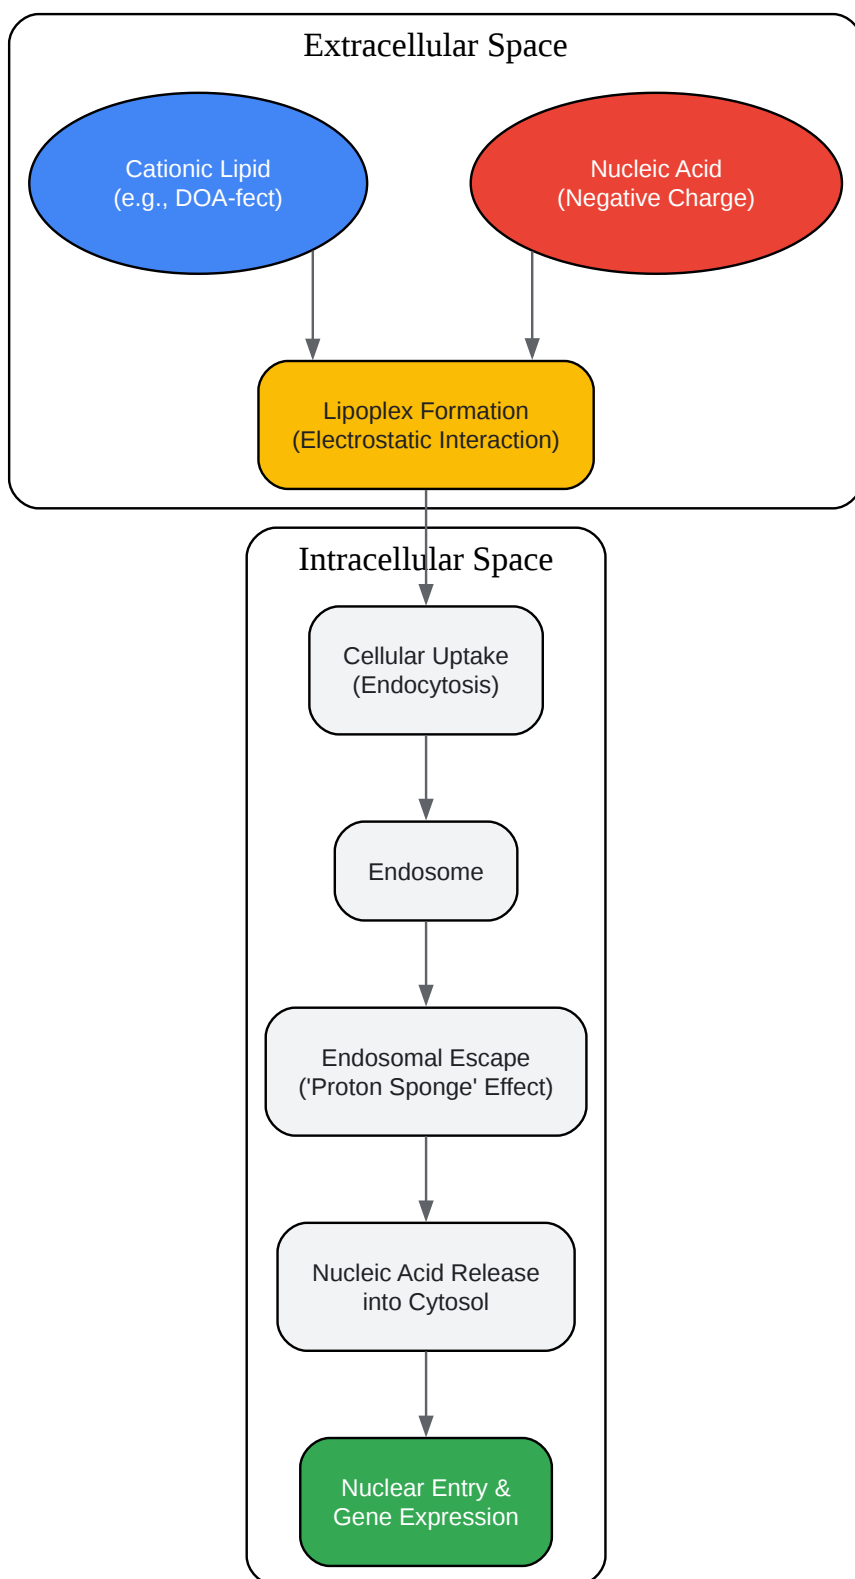 Extracellular Space
Cationic Lipid
(e.g., DOA-fect)
Nucleic Acid
(Negative Charge)
Lipoplex Formation
(Electrostatic Interaction)
Intracellular Space
Cellular Uptake
(Endocytosis)
Endosome
Endosomal Escape
('Proton Sponge' Effect)
Nucleic Acid Release
into Cytosol
Nuclear Entry &
Gene Expression